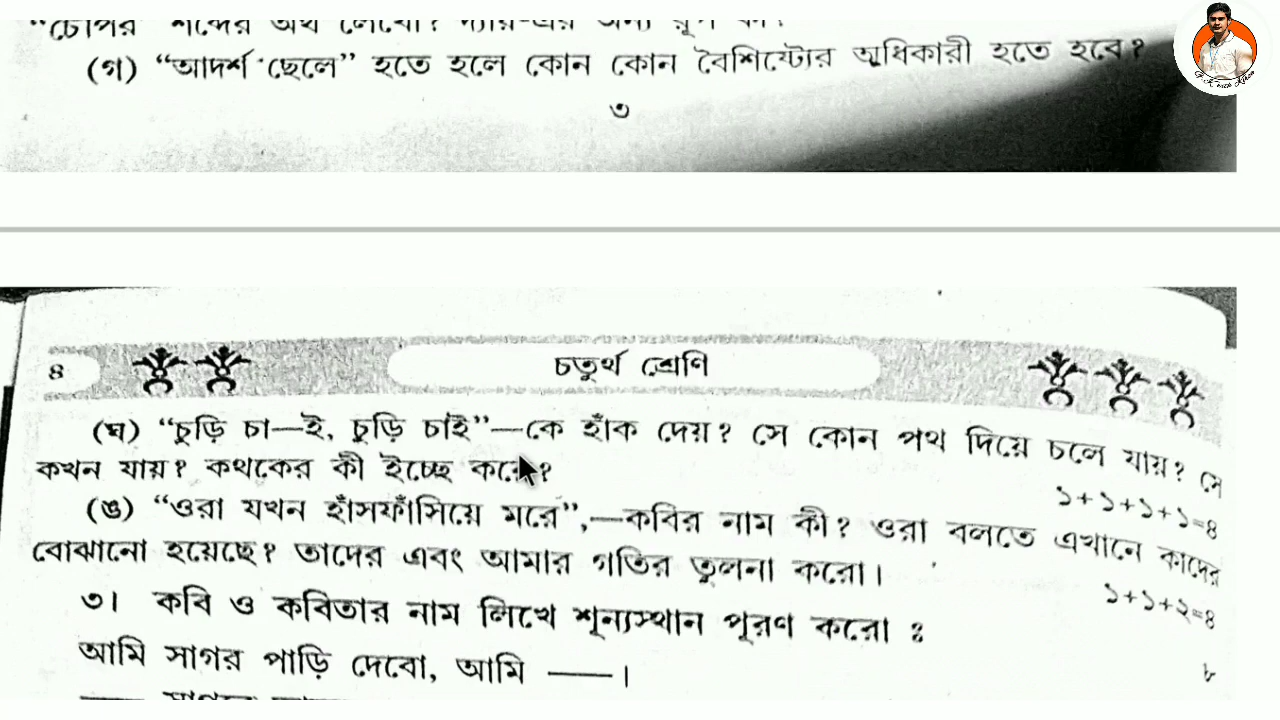 (গ) “আদর্শ ছেলে” হতে হলে কোন কোন বৈশিষ্ট্যের অধিকারী হতে হবে?
৩
৪
চতুর্থ শ্রেণি
(ঘ) “চুড়ি চা—ই, চুড়ি চাই”—কে হাঁক দেয়? সে কোন পথ দিয়ে চলে যায়? সে
কখন যায়? কথকের কী ইচ্ছে করে?
১+১+১+১=৪
(ঙ) “ওরা যখন হাঁসফাঁসিয়ে মরে”,—কবির নাম কী? ওরা বলতে এখানে কাদের
বোঝানো হয়েছে? তাদের এবং আমার গতির তুলনা করো।
১+১+২=৪
৩। কবি ও কবিতার নাম লিখে শূন্যস্থান পূরণ করো ঃ
৮
আমি সাগর পাড়ি দেবো, আমি ——।